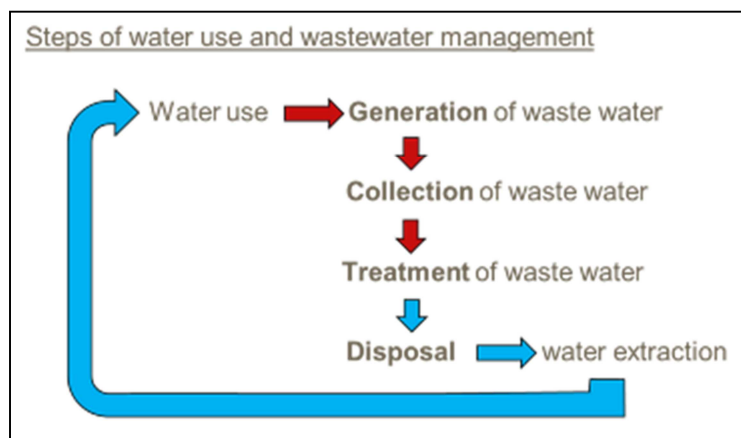 Steps of water use and wastewater management
Water use
Generation of waste water
Collection of waste water
Treatment of waste water
Disposal
water extraction